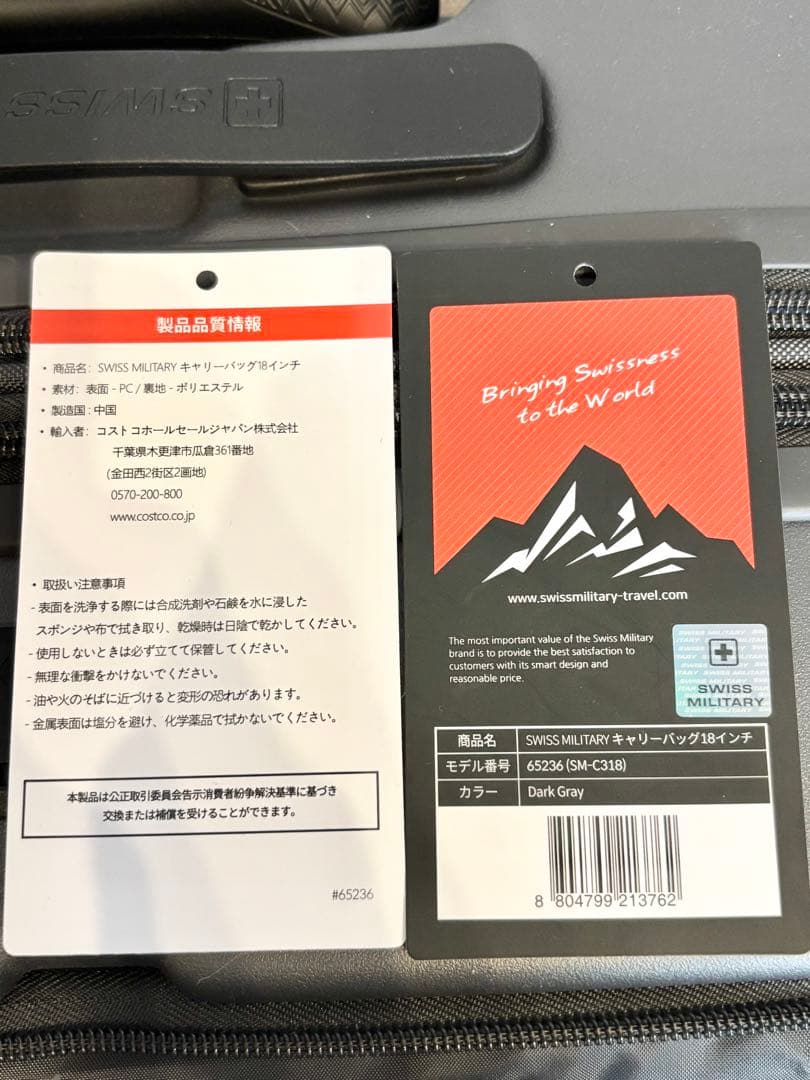 SWISS
製品品質情報
・ 商品名: SWISS MILITARY キャリーバッグ18インチ
・ 素材: 表面 - PC / 裏地 - ポリエステル
・ 製造国 : 中国
・ 輸入者: コストコホールセールジャパン株式会社
千葉県木更津市瓜倉361番地
(金田西2街区2画地)
0570-200-800
www.costco.co.jp
・ 取扱い注意事項
- 表面を洗浄する際には合成洗剤や石鹸を水に浸した
スポンジや布で拭き取り、乾燥時は日陰で乾かしてください。
- 使用しないときは必ず立てて保管してください。
- 無理な衝撃をかけないでください。
- 油や火のそばに近づけると変形の恐れがあります。
- 金属表面は塩分を避け、化学薬品で拭かないでください。
本製品は公正取引委員会告示消費者紛争解決基準に基づき
交換または補償を受けることができます。
#65236
Bringing Swissness
to the World
www.swissmilitary-travel.com
The most important value of the Swiss Military
brand is to provide the best satisfaction to
customers with its smart design and
reasonable price.
SWISS
MILITARY
商品名 SWISS MILITARY キャリーバッグ18インチ
モデル番号 65236 (SM-C318)
カラー Dark Gray
8 804799 213762